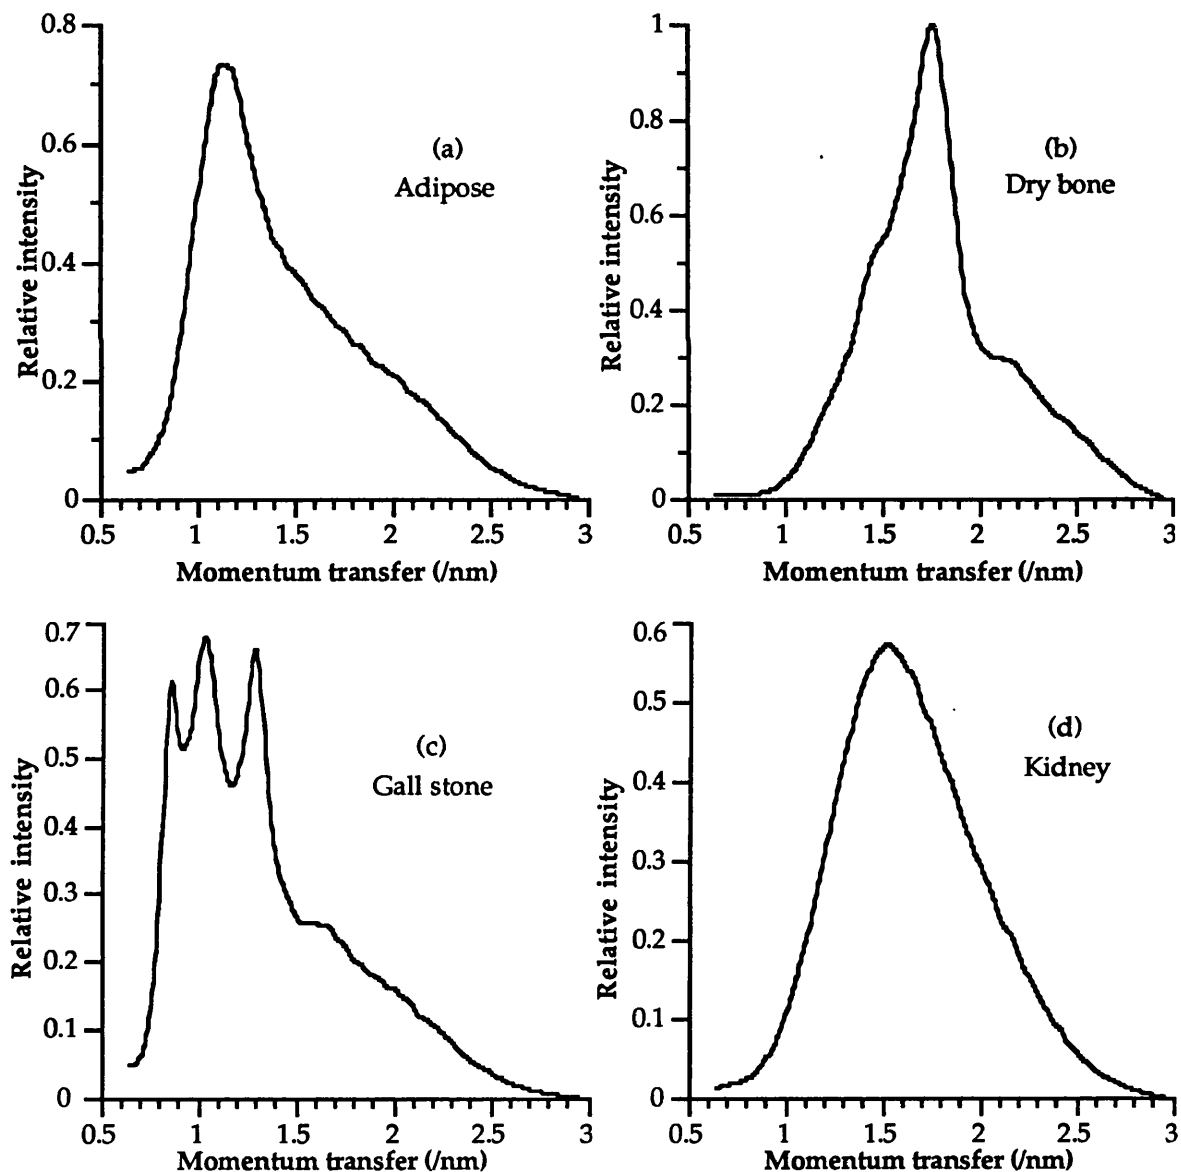 0.8
0.6
0.4
0.2
0
Relative intensity
(a)
Adipose
0.5 1 1.5 2 2.5 3
Momentum transfer (/nm)
1
0.8
0.6
0.4
0.2
0
Relative intensity
(b)
Dry bone
0.5 1 1.5 2 2.5 3
Momentum transfer (/nm)
0.7
0.6
0.5
0.4
0.3
0.2
0.1
0
Relative intensity
(c)
Gall stone
0.5 1 1.5 2 2.5 3
Momentum transfer (/nm)
0.6
0.5
0.4
0.3
0.2
0.1
0
Relative intensity
(d)
Kidney
0.5 1 1.5 2 2.5 3
Momentum transfer (/nm)